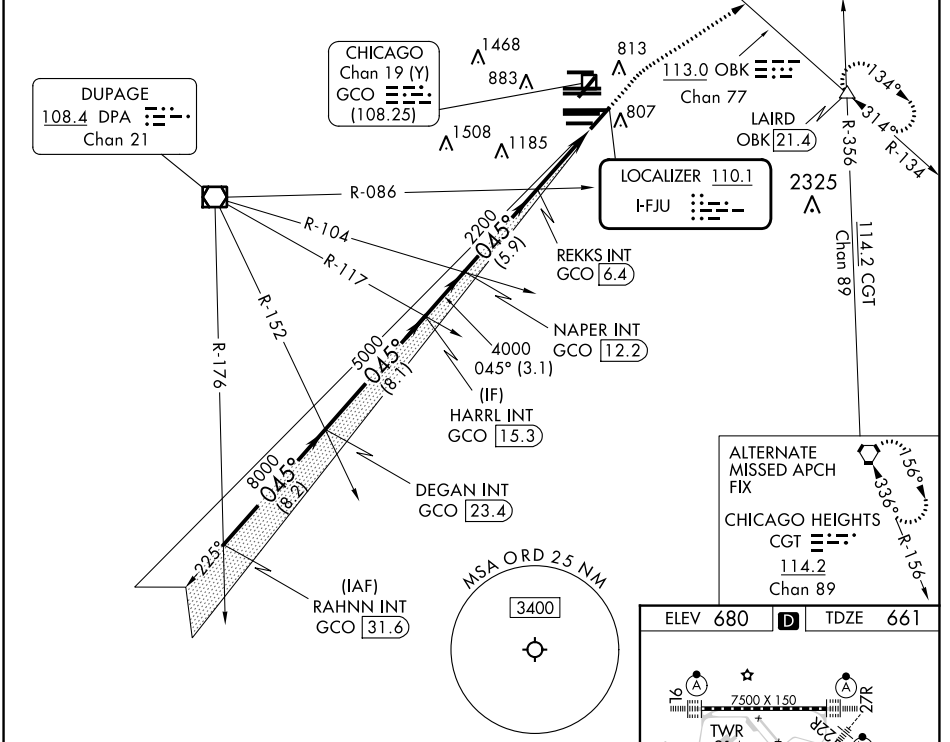 CHICAGO
Chan 19 (Y)
GCO
(108.25)
1468
883
813
1508
1185
807
113.0 OBK
Chan 77
134°
314°
R-134
LAIRD
OBK 21.4
R-356
DUPAGE
108.4 DPA
Chan 21
LOCALIZER 110.1
I-FJU
2325
114.2 CGT
Chan 89
R-086
R-104
R-117
R-152
R-176
2200
045°
(5.9)
REKKS INT
GCO 6.4
NAPER INT
GCO 12.2
4000
045° (3.1)
5000
045°
(8.1)
(IF)
HARRL INT
GCO 15.3
8000
045°
(8.2)
DEGAN INT
GCO 23.4
225°
(IAF)
RAHNN INT
GCO 31.6
MSA ORD 25 NM
3400
ALTERNATE
MISSED APCH
FIX
CHICAGO HEIGHTS
CGT
114.2
Chan 89
156°
336°
R-156
ELEV 680 D TDZE 661
A
A
9L
7500 X 150
27R
22R
TWR